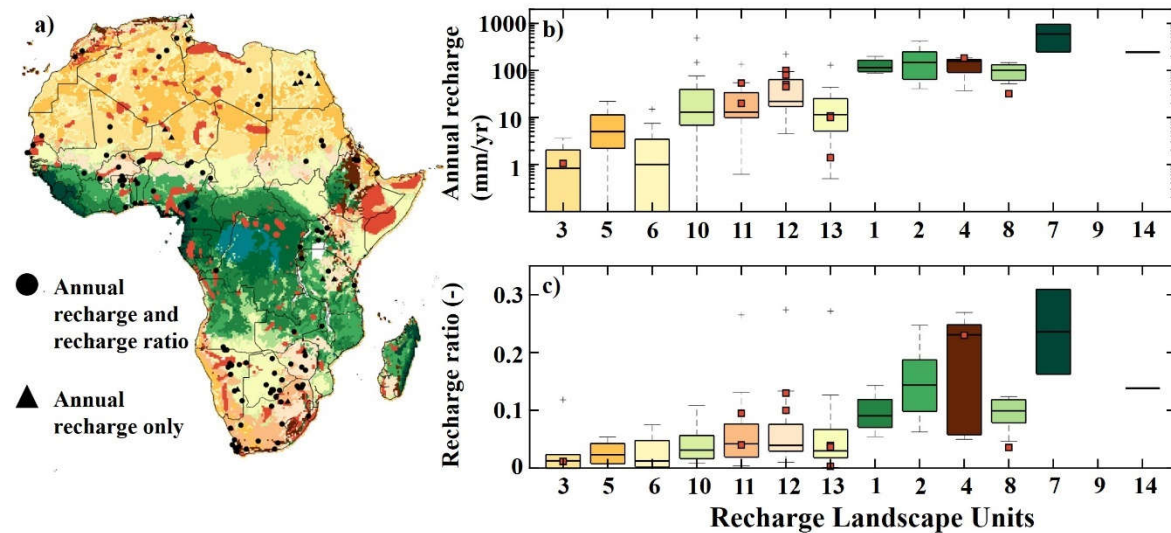 a)
Annual
recharge and
recharge ratio
Annual
recharge only
b)
Annual recharge
(mm/yr)
1000
100
10
1
3 5 6 10 11 12 13 1 2 4 8 7 9 14
c)
Recharge ratio (-)
0.3
0.2
0.1
0
3 5 6 10 11 12 13 1 2 4 8 7 9 14
Recharge Landscape Units